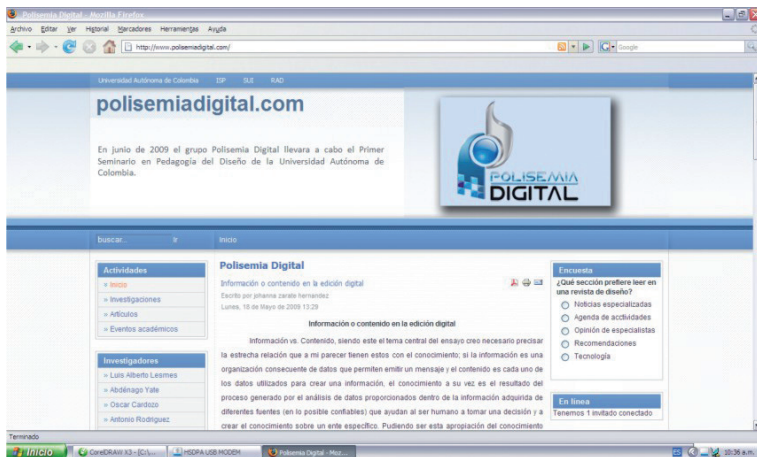 Polisemia Digital - Mozilla Firefox
Archivo Editar Ver Historial Marcadores Herramientas Ayuda
http://www.polisemiadigital.com/
Google
Universidad Autónoma de Colombia ISP SUE RAD
polisemiadigital.com
En junio de 2009 el grupo Polisemia Digital llevara a cabo el Primer
Seminario en Pedagogía del Diseño de la Universidad Autónoma de
Colombia.
POLISEMIA
DIGITAL
buscar... Ir Inicio
Actividades
» Inicio
» Investigaciones
» Artículos
» Eventos académicos
Investigadores
» Luis Alberto Lesmes
» Abdénago Yate
» Oscar Cardozo
» Antonio Rodriguez
Polisemia Digital
Información o contenido en la edición digital
Escrito por johanna zarate hernandez
Lunes, 18 de Mayo de 2009 13:29
Información o contenido en la edición digital
Información vs. Contenido, siendo este el tema central del ensayo creo necesario precisar
la estrecha relación que a mi parecer tienen estos con el conocimiento; si la información es una
organización consecuente de datos que permiten emitir un mensaje y el contenido es cada uno de
los datos utilizados para crear una información, el conocimiento a su vez es el resultado del
proceso generado por el análisis de datos proporcionados dentro de la información adquirida de
diferentes fuentes (en lo posible confiables) que ayudan al ser humano a tomar una decisión y a
crear el conocimiento sobre un ente específico. Pudiendo ser esta apropiación del conocimiento
Encuesta
¿Qué sección prefiere leer en
una revista de diseño?
Noticias especializadas
Agenda de acctividades
Opinión de especialistas
Recomendaciones
Tecnología
En línea
Tenemos 1 invitado conectado
Terminado
Inicio CorelDRAW X3 - [C:\... HSDPA USB MODEM Polisemia Digital - Moz... ES 10:36 a.m.